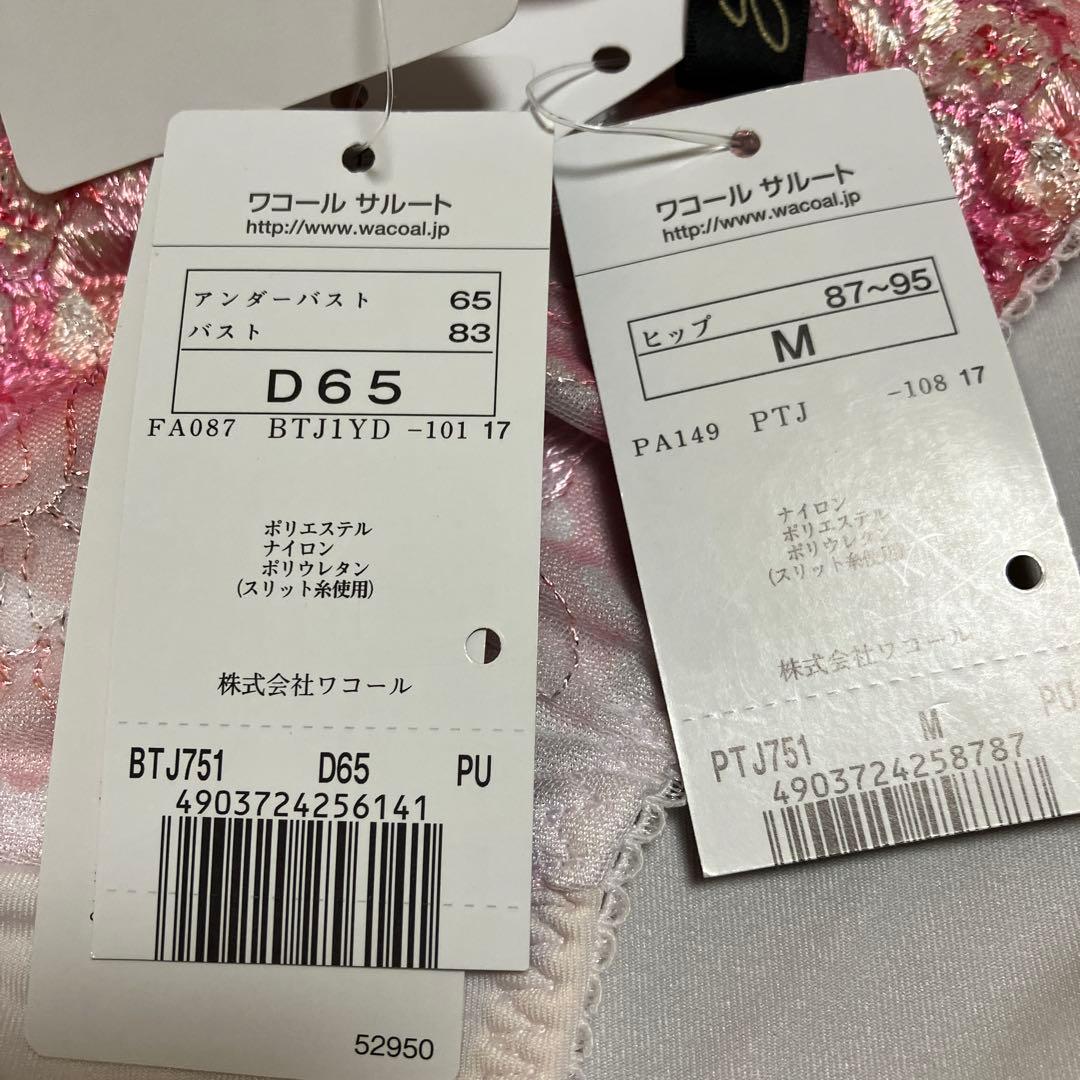 ワコール サルート
http://www.wacoal.jp
アンダーバスト 65
バスト 83
D65
FA087 BTJ1YD -101 17
ポリエステル
ナイロン
ポリウレタン
(スリット糸使用)
株式会社ワコール
BTJ751 D65 PU
4903724256141
52950
ワコール サルート
http://www.wacoal.jp
ヒップ 87~95
M
PA149 PTJ -108 17
ナイロン
ポリエステル
ポリウレタン
(スリット糸使用)
株式会社ワコール
PTJ751 M PU
4903724258787